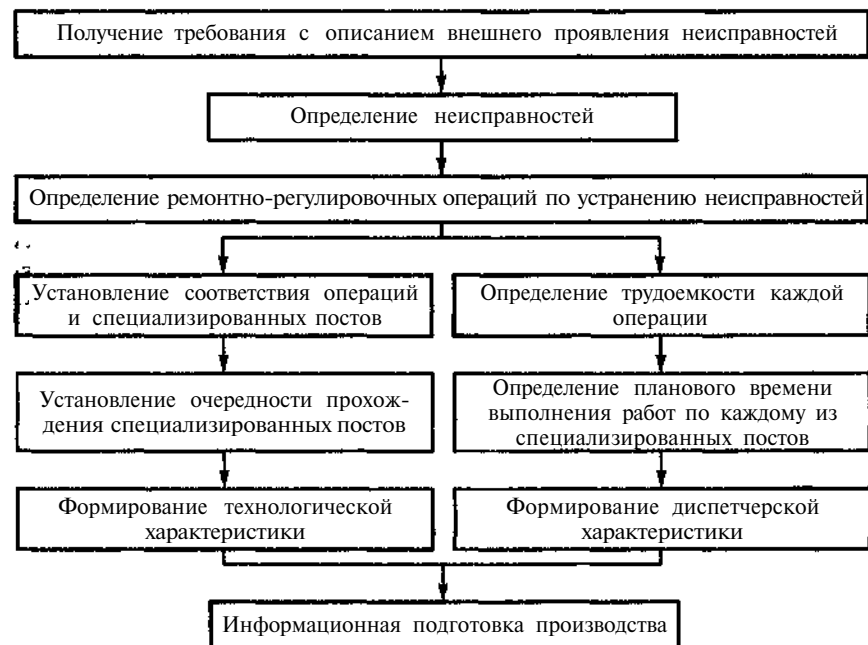 Получение требования с описанием внешнего проявления неисправностей
Определение неисправностей
Определение ремонтно-регулировочных операций по устранению неисправностей
Установление соответствия операций
и специализированных постов
Определение трудоемкости каждой
операции
Установление очередности прохож-
дения специализированных постов
Определение планового времени
выполнения работ по каждому из
специализированных постов
Формирование технологической
характеристики
Формирование диспетчерской
характеристики
Информационная подготовка производства